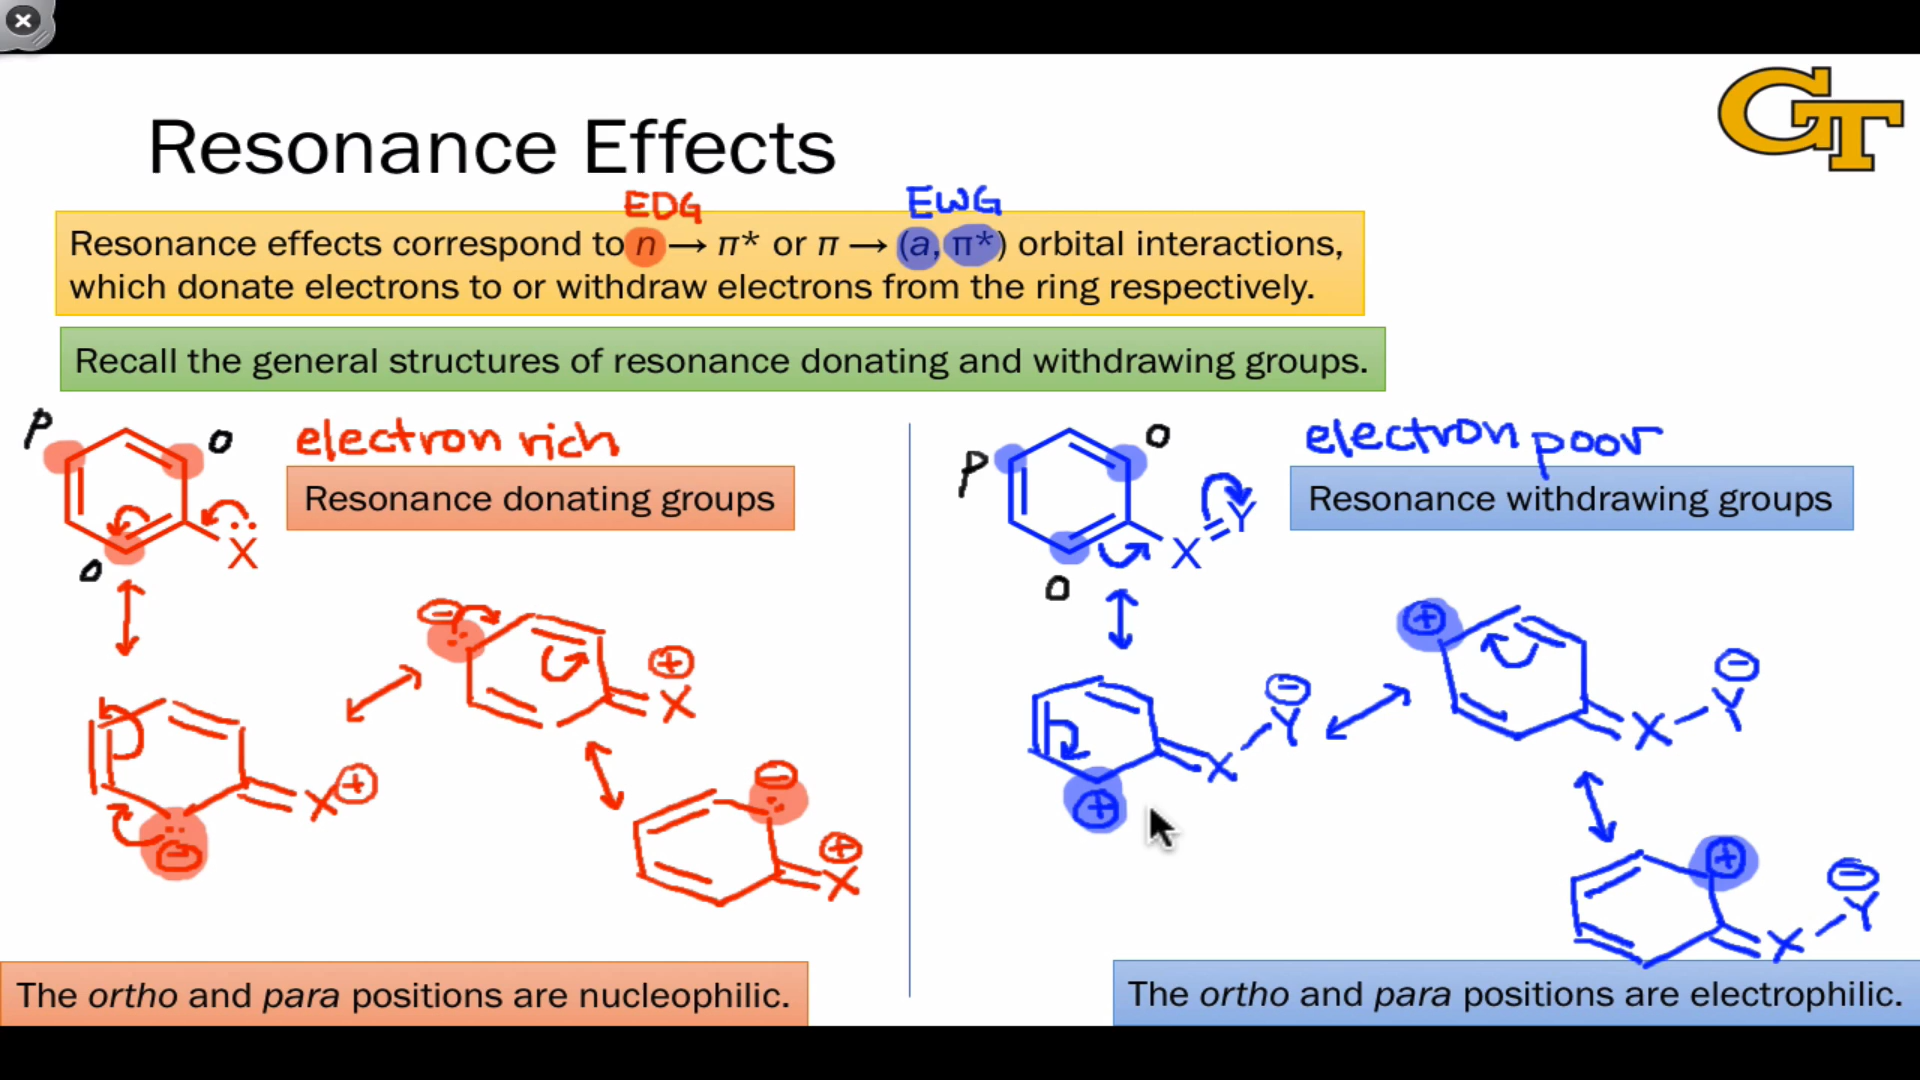 GT
Resonance Effects
EDG EWG
Resonance effects correspond to n → π* or π → (a, π*) orbital interactions,
which donate electrons to or withdraw electrons from the ring respectively.
Recall the general structures of resonance donating and withdrawing groups.
electron rich
Resonance donating groups
P
O
O
Ẍ
⊖
⊕
X
X ⊕
⊖
⊖
⊕
X
The ortho and para positions are nucleophilic.
electron poor
Resonance withdrawing groups
O
P
Y
X
O
⊕
⊖
Y
X
⊖
Y
X
⊕
⊕
⊖
Y
X
The ortho and para positions are electrophilic.